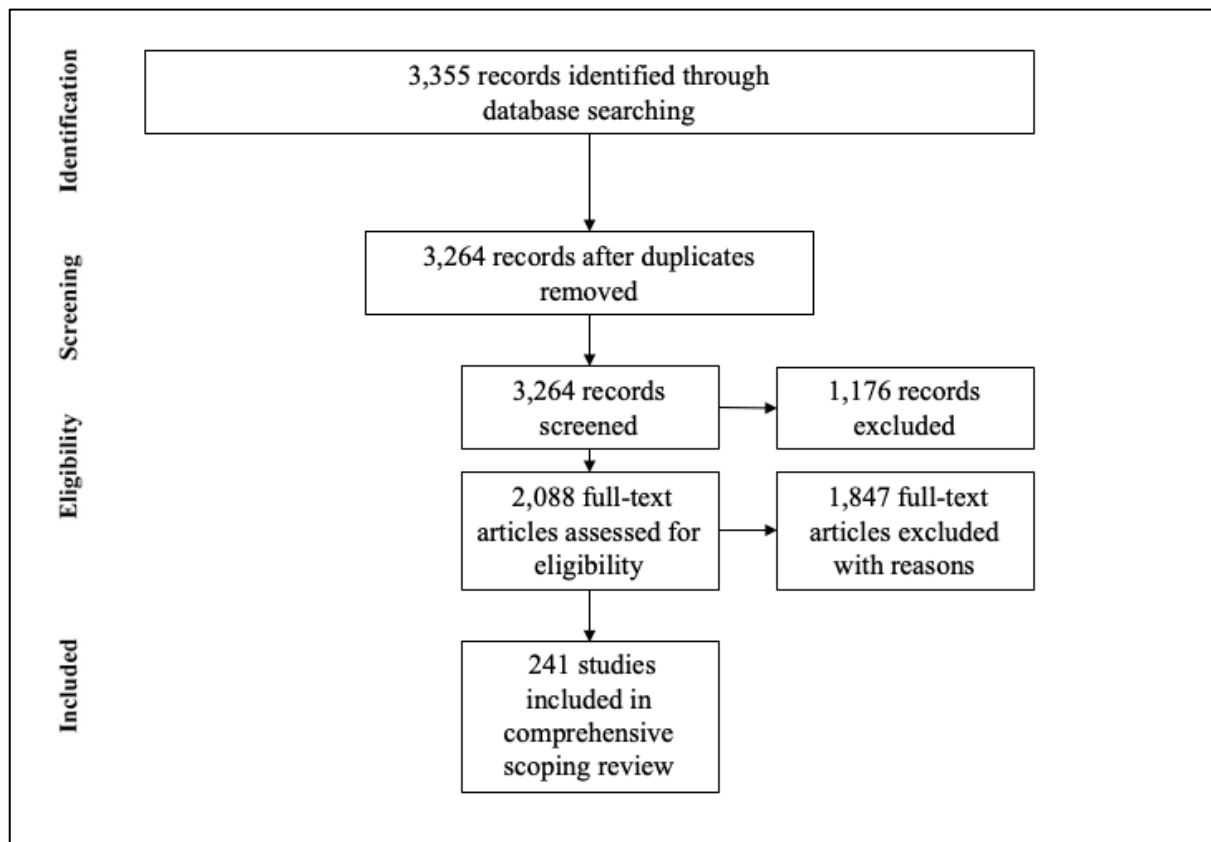 Identification
3,355 records identified through
database searching
Screening
3,264 records after duplicates
removed
3,264 records
screened
1,176 records
excluded
Eligibility
2,088 full-text
articles assessed for
eligibility
1,847 full-text
articles excluded
with reasons
Included
241 studies
included in
comprehensive
scoping review